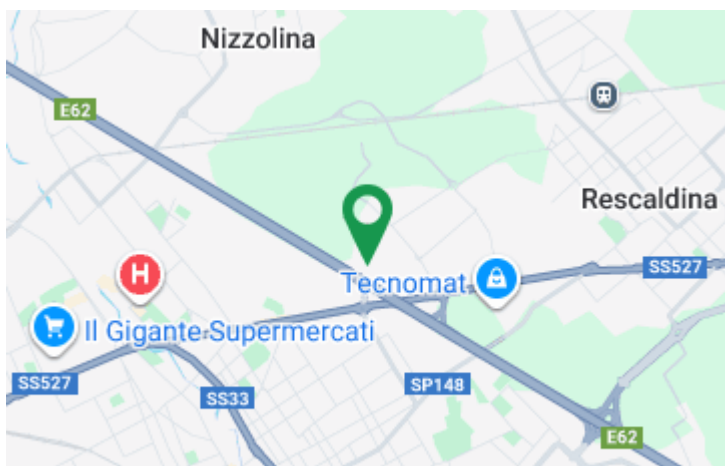 Nizzolina
E62
Rescaldina
H
Tecnomat
SS527
Il Gigante Supermercati
SS527
SS33
SP148
E62